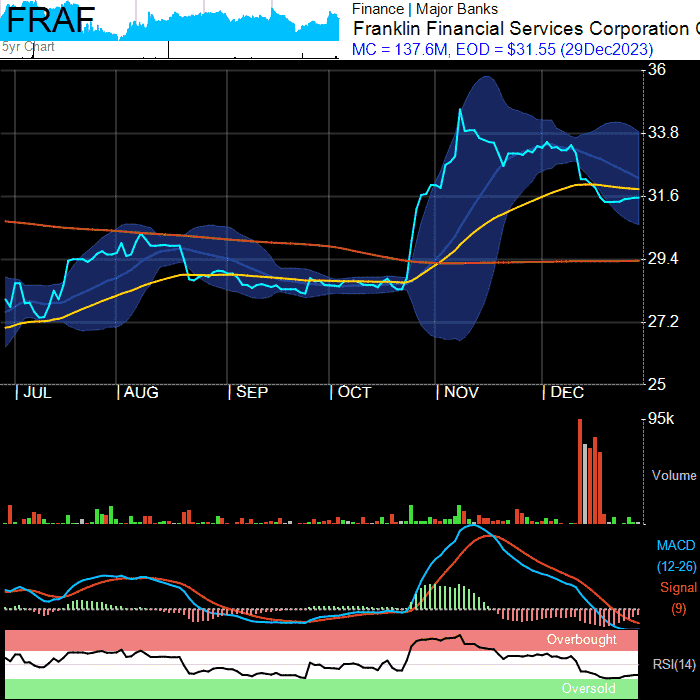 FRAF
5yr Chart
Finance | Major Banks
Franklin Financial Services Corporation
MC = 137.6M, EOD = $31.55 (29Dec2023)
36
33.8
31.6
29.4
27.2
25
JUL AUG SEP OCT NOV DEC
95k
Volume
MACD
(12-26)
Signal
(9)
Overbought
RSI(14)
Oversold